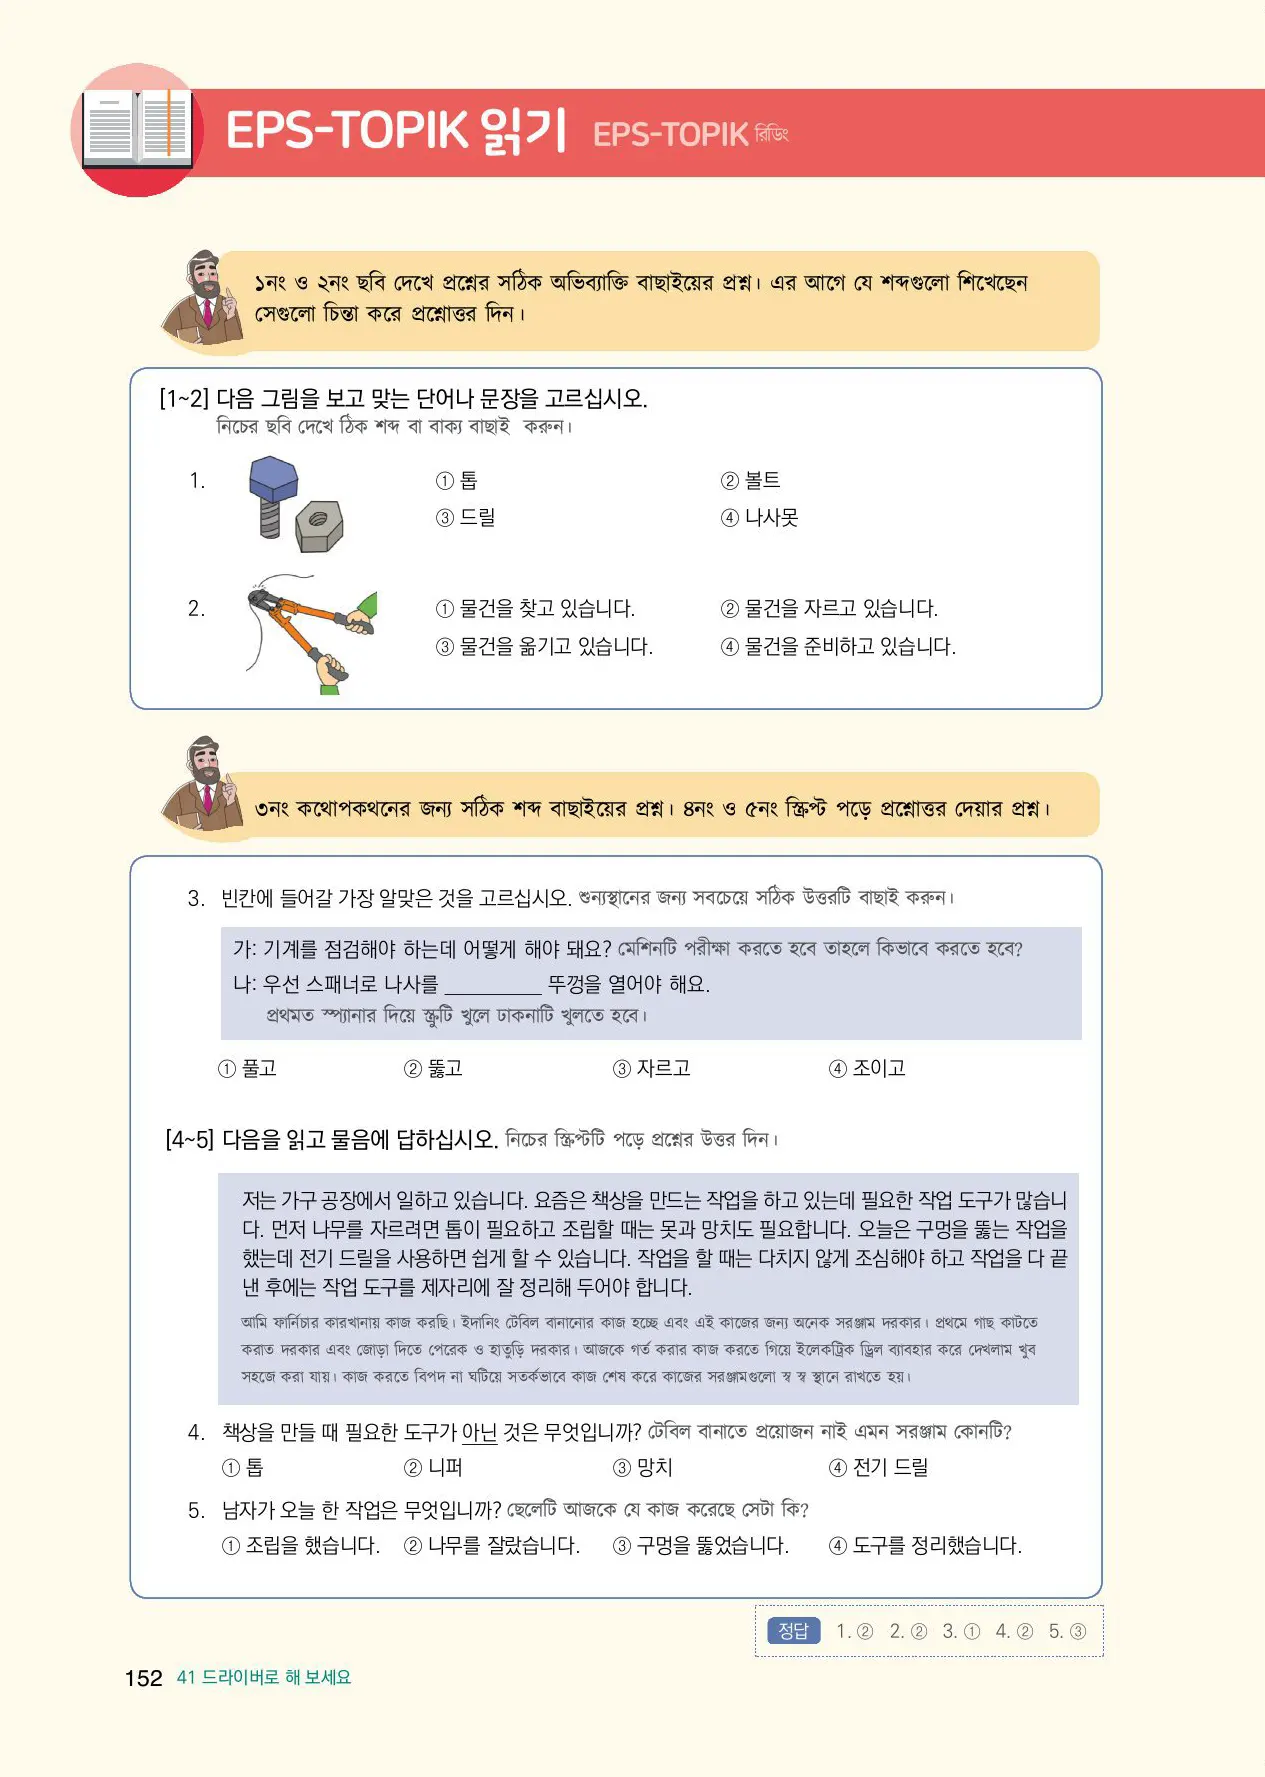 EPS-TOPIK 읽기 EPS-TOPIK রিডিং
১নং ও ২নং ছবি দেখে প্রশ্নের সঠিক অভিব্যাক্তি বাছাইয়ের প্রশ্ন। এর আগে যে শব্দগুলো শিখেছেন
সেগুলো চিন্তা করে প্রশ্নোত্তর দিন।
[1~2] 다음 그림을 보고 맞는 단어나 문장을 고르십시오.
নিচের ছবি দেখে ঠিক শব্দ বা বাক্য বাছাই করুন।
1. ① 톱 ② 볼트
③ 드릴 ④ 나사못
2. ① 물건을 찾고 있습니다. ② 물건을 자르고 있습니다.
③ 물건을 옮기고 있습니다. ④ 물건을 준비하고 있습니다.
৩নং কথোপকথনের জন্য সঠিক শব্দ বাছাইয়ের প্রশ্ন। ৪নং ও ৫নং স্ক্রিপ্ট পড়ে প্রশ্নোত্তর দেয়ার প্রশ্ন।
3. 빈칸에 들어갈 가장 알맞은 것을 고르십시오. শুন্যস্থানের জন্য সবচেয়ে সঠিক উত্তরটি বাছাই করুন।
가: 기계를 점검해야 하는데 어떻게 해야 돼요? মেশিনটি পরীক্ষা করতে হবে তাহলে কিভাবে করতে হবে?
나: 우선 스패너로 나사를 _________ 뚜껑을 열어야 해요.
প্রথমত স্প্যানার দিয়ে স্ক্রুটি খুলে ঢাকনাটি খুলতে হবে।
① 풀고 ② 뚫고 ③ 자르고 ④ 조이고
[4~5] 다음을 읽고 물음에 답하십시오. নিচের স্ক্রিপ্টটি পড়ে প্রশ্নের উত্তর দিন।
저는 가구 공장에서 일하고 있습니다. 요즘은 책상을 만드는 작업을 하고 있는데 필요한 작업 도구가 많습니
다. 먼저 나무를 자르려면 톱이 필요하고 조립할 때는 못과 망치도 필요합니다. 오늘은 구멍을 뚫는 작업을
했는데 전기 드릴을 사용하면 쉽게 할 수 있습니다. 작업을 할 때는 다치지 않게 조심해야 하고 작업을 다 끝
낸 후에는 작업 도구를 제자리에 잘 정리해 두어야 합니다.
আমি ফার্নিচার কারখানায় কাজ করছি। ইদানিং টেবিল বানানোর কাজ হচ্ছে এবং এই কাজের জন্য অনেক সরঞ্জাম দরকার। প্রথমে গাছ কাটতে
করাত দরকার এবং জোড়া দিতে পেরেক ও হাতুড়ি দরকার। আজকে গর্ত করার কাজ করতে গিয়ে ইলেকট্রিক ড্রিল ব্যাবহার করে দেখলাম খুব
সহজে করা যায়। কাজ করতে বিপদ না ঘটিয়ে সতর্কভাবে কাজ শেষ করে কাজের সরঞ্জামগুলো স্ব স্ব স্থানে রাখতে হয়।
4. 책상을 만들 때 필요한 도구가 아닌 것은 무엇입니까? টেবিল বানাতে প্রয়োজন নাই এমন সরঞ্জাম কোনটি?
① 톱 ② 니퍼 ③ 망치 ④ 전기 드릴
5. 남자가 오늘 한 작업은 무엇입니까? ছেলেটি আজকে যে কাজ করেছে সেটা কি?
① 조립을 했습니다. ② 나무를 잘랐습니다. ③ 구멍을 뚫었습니다. ④ 도구를 정리했습니다.
정답 1. ② 2. ② 3. ① 4. ② 5. ③
152 41 드라이버로 해 보세요